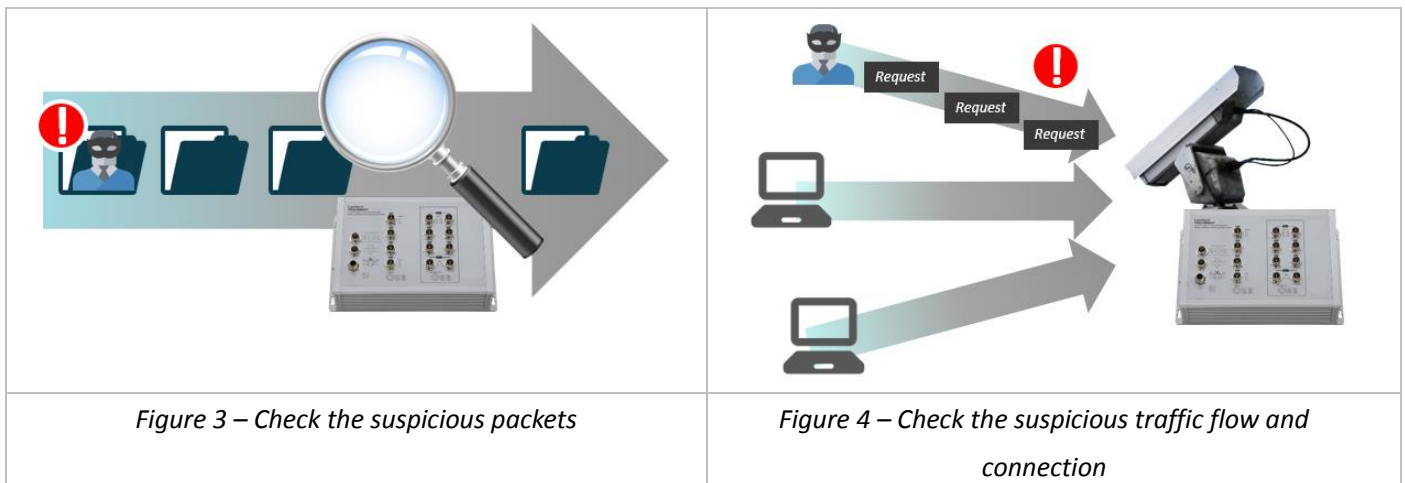 Request
Request
Request
Figure 3 – Check the suspicious packets
Figure 4 – Check the suspicious traffic flow and
connection